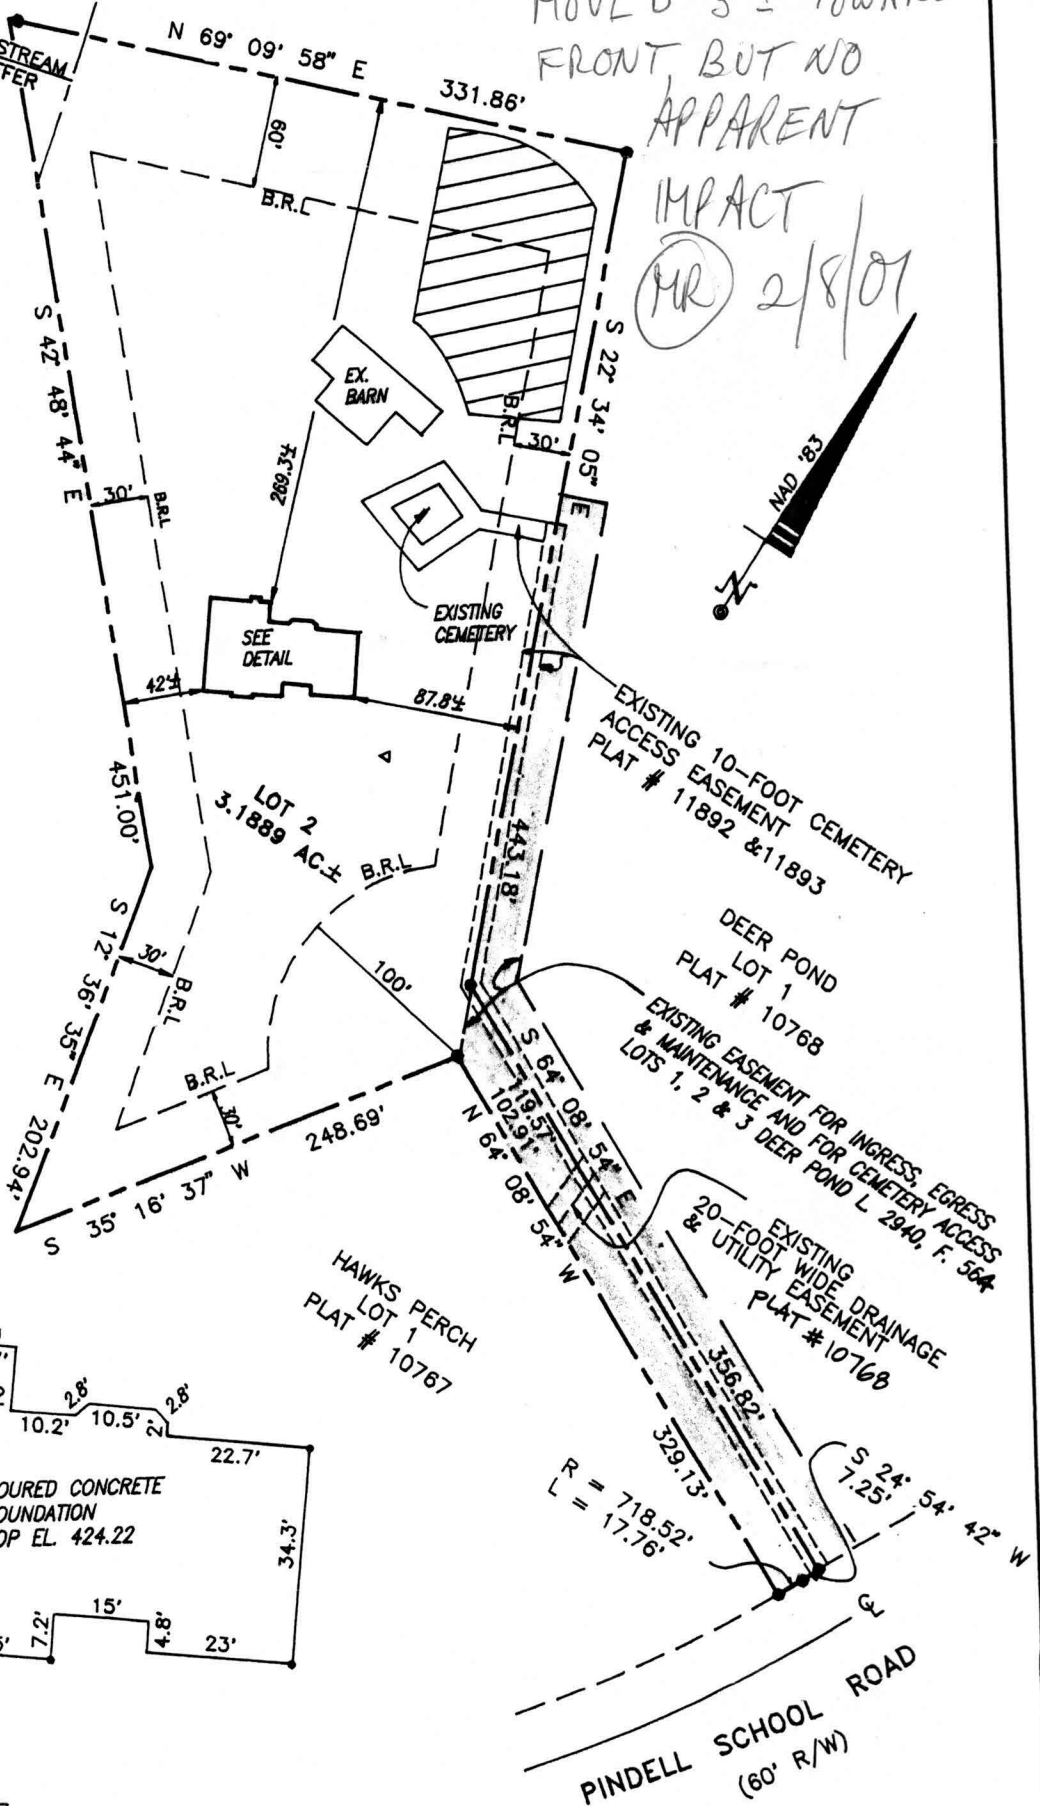 TOWARD
FRONT, BUT NO
APPARENT
IMPACT
MR 2/8/01
STREAM
N 69° 09' 58" E
331.86'
60'
B.R.L
S 42° 48' 44" E
451.00'
30'
B.R.L
EX.
BARN
269.3'±
S 22° 34' 05" E
443.18'
B.R.L
30'
NAD '83
N
EXISTING
CEMETERY
SEE
DETAIL
42'±
87.8'±
LOT 2
3.1889 AC.±
B.R.L
100'
EXISTING 10-FOOT CEMETERY
ACCESS EASEMENT
PLAT # 11892 &11893
DEER POND
LOT 1
PLAT # 10768
S 12° 36' 35" E 202.94'
30'
B.R.L
B.R.L
30'
S 35° 16' 37" W 248.69'
EXISTING EASEMENT FOR INGRESS, EGRESS
& MAINTENANCE AND FOR CEMETERY ACCESS
LOTS 1, 2 & 3 DEER POND L 2940, F. 564
S 64° 08' 54" E
119.57'
102.91'
N 64° 08' 54" W
EXISTING
20-FOOT WIDE DRAINAGE
& UTILITY EASEMENT
PLAT #10768
HAWKS PERCH
LOT 1
PLAT # 10767
356.82'
329.13'
R = 718.52'
L = 17.76'
S 24° 54' 42" W
7.25'
10.2'
2.8'
10.5'
2.8'
2'
22.7'
34.3'
OURED CONCRETE
OUNDATION
OP EL. 424.22
7.2'
15'
4.8'
23'
PINDELL SCHOOL ROAD
(60' R/W)